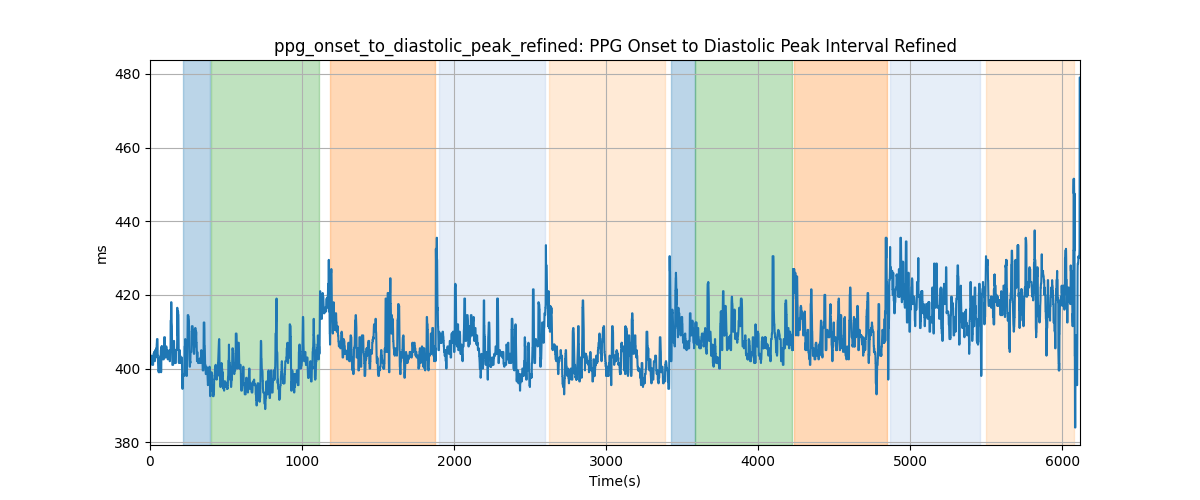 ppg_onset_to_diastolic_peak_refined: PPG Onset to Diastolic Peak Interval Refined
480
460
440
420
400
380
ms
0 1000 2000 3000 4000 5000 6000
Time(s)